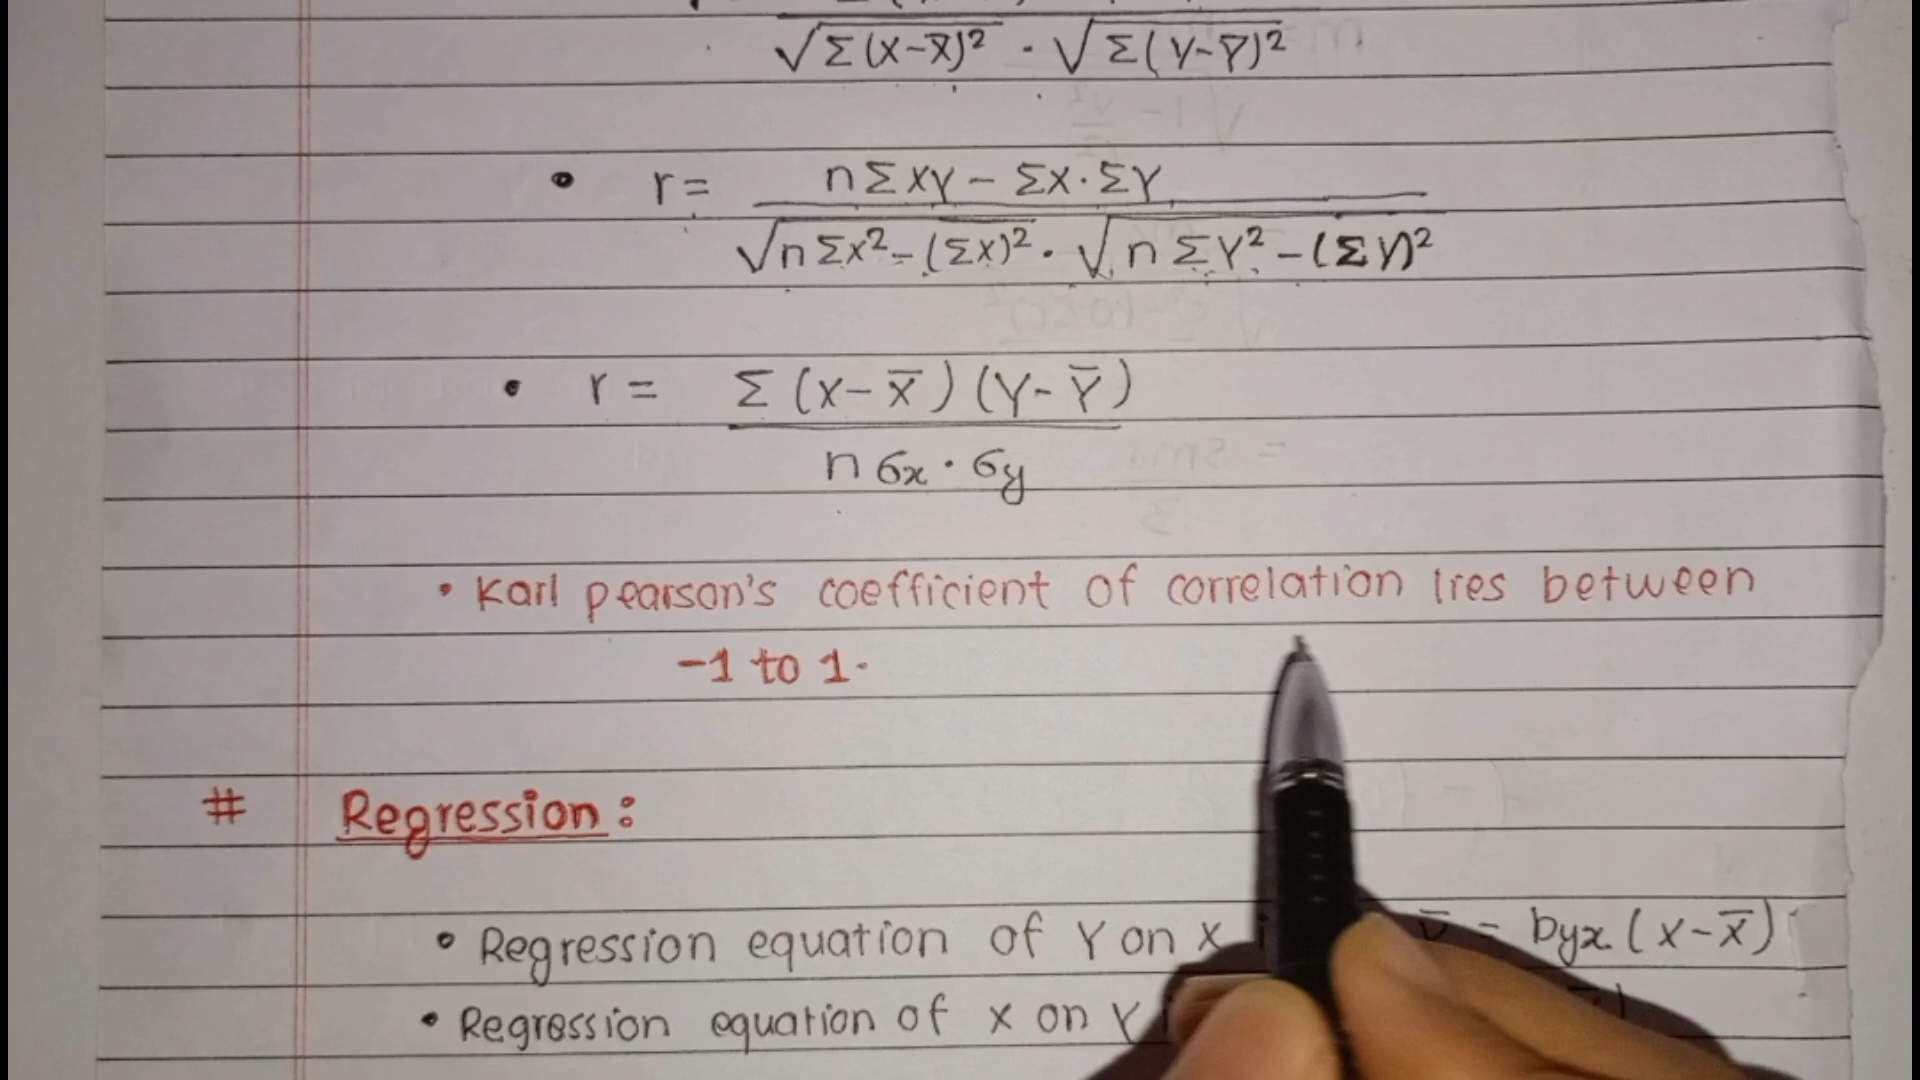 √Σ(X-X̅)² · √Σ(Y-Y̅)²
• r = nΣXY - ΣX·ΣY
√nΣX² - (ΣX)² · √nΣY² - (ΣY)²
• r = Σ(X-X̅)(Y-Y̅)
nσx · σy
• Karl pearson's coefficient of correlation lies between
-1 to 1.
# Regression :
• Regression equation of Y on X = byx (X-X̅)
• Regression equation of X on Y